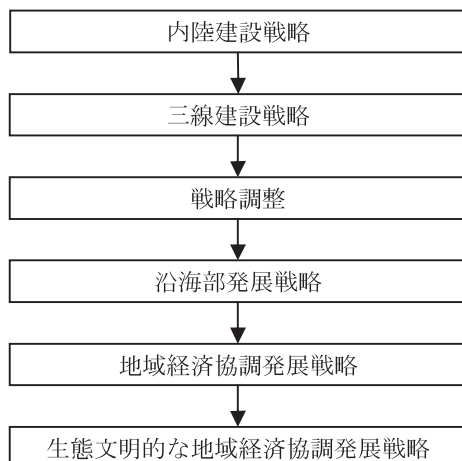 内陸建設戦略
三線建設戦略
戦略調整
沿海部発展戦略
地域経済協調発展戦略
生態文明的な地域経済協調発展戦略